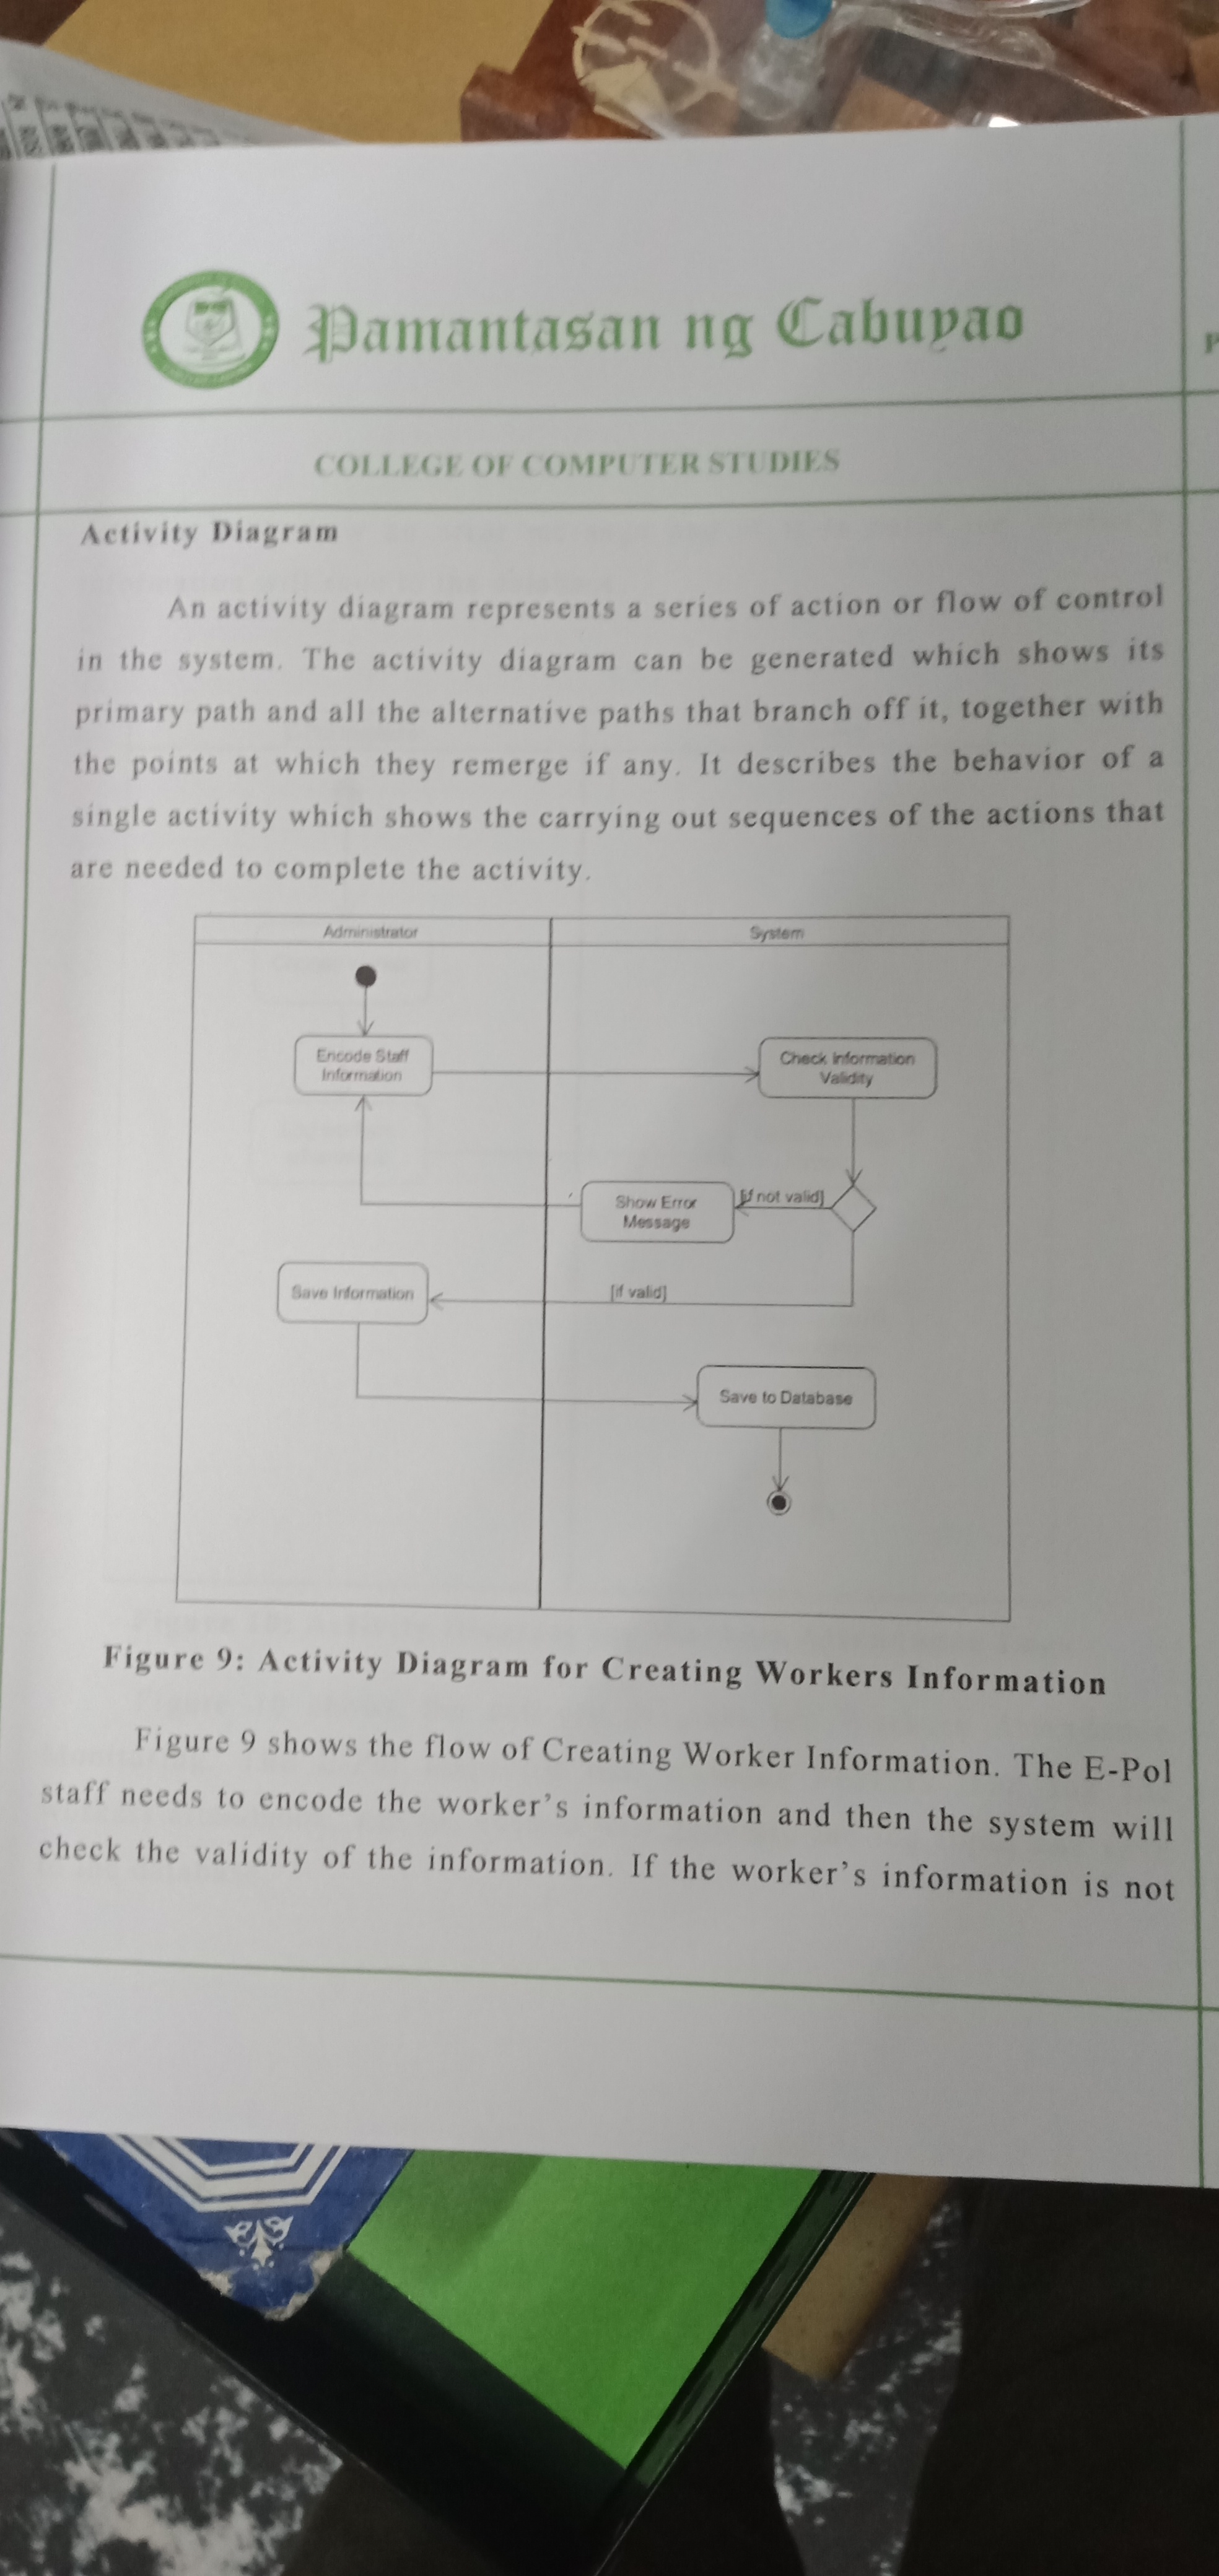 Pamantasan ng Cabuyao
COLLEGE OF COMPUTER STUDIES
Activity Diagram
An activity diagram represents a series of action or flow of control
in the system. The activity diagram can be generated which shows its
primary path and all the alternative paths that branch off it, together with
the points at which they remerge if any. It describes the behavior of a
single activity which shows the carrying out sequences of the actions that
are needed to complete the activity.
Administrator
System
Encode Staff
Information
Check Information
Validity
Show Error
Message
[if not valid]
Save Information
[if valid]
Save to Database
Figure 9: Activity Diagram for Creating Workers Information
Figure 9 shows the flow of Creating Worker Information. The E-Pol
staff needs to encode the worker's information and then the system will
check the validity of the information. If the worker's information is not